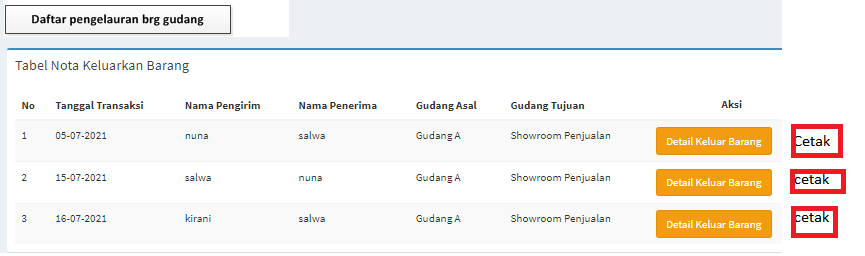 Daftar pengelauran brg gudang
Tabel Nota Keluarkan Barang
No Tanggal Transaksi Nama Pengirim Nama Penerima Gudang Asal Gudang Tujuan Aksi
1 05-07-2021 nuna salwa Gudang A Showroom Penjualan Detail Keluar Barang Cetak
2 15-07-2021 salwa nuna Gudang A Showroom Penjualan Detail Keluar Barang cetak
3 16-07-2021 kirani salwa Gudang A Showroom Penjualan Detail Keluar Barang cetak